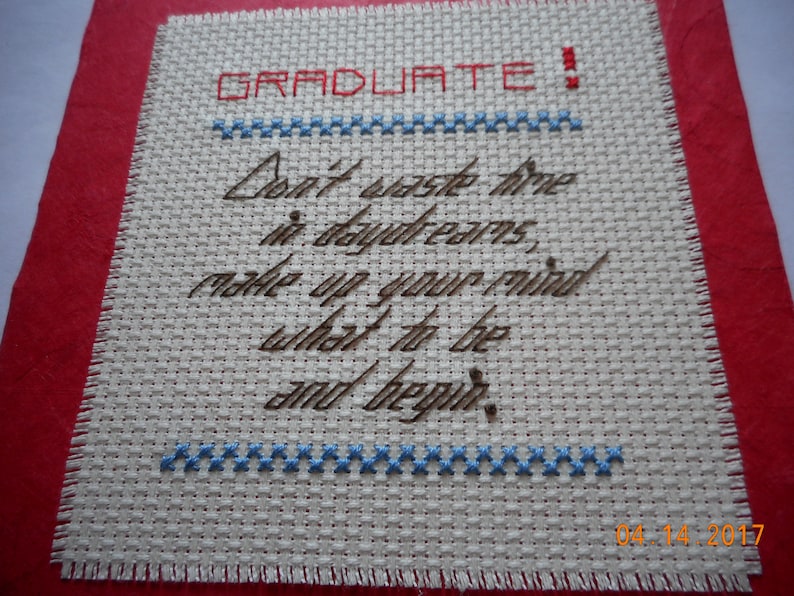 GRADUATE!
Don't waste time
in daydreams,
make up your mind
what to be
and begin.
04.14.2017